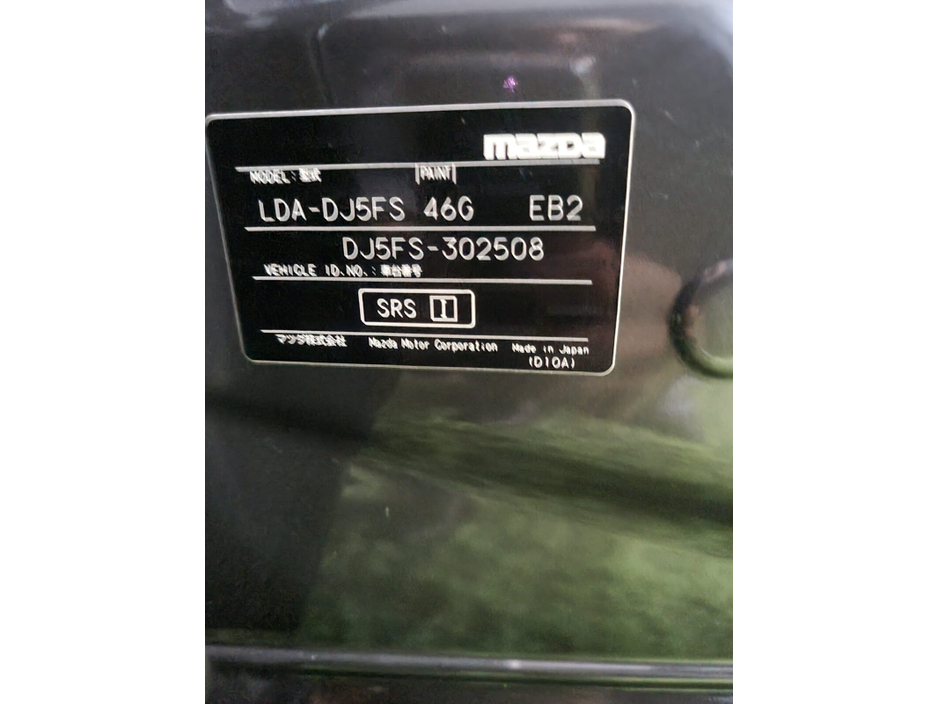 mazda
MODEL:型式 PAINT
LDA-DJ5FS 46G EB2
DJ5FS-302508
VEHICLE ID.NO.:車台番号
SRS I
マツダ株式会社 Mazda Motor Corporation Made in Japan
(D10A)